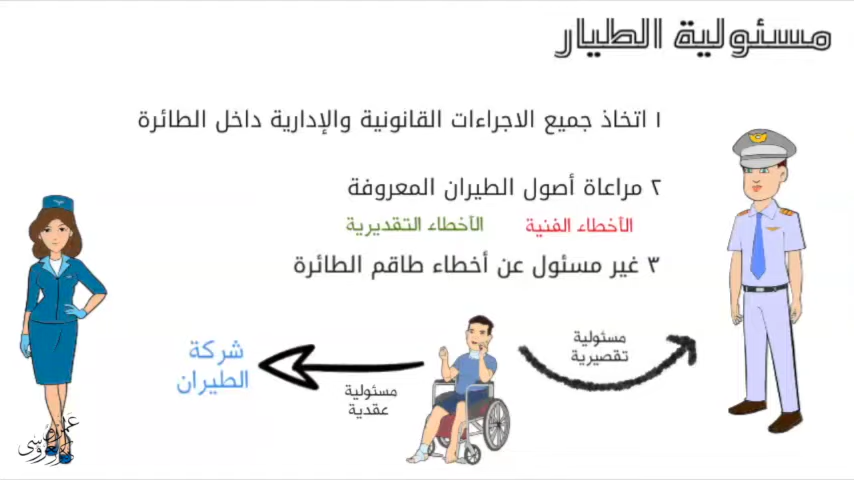 مسئولية الطيار
١ اتخاذ جميع الاجراءات القانونية والإدارية داخل الطائرة
٢ مراعاة أصول الطيران المعروفة
الأخطاء الفنية الأخطاء التقديرية
٣ غير مسئول عن أخطاء طاقم الطائرة
مسئولية
تقصيرية
شركة
الطيران
مسئولية
عقدية